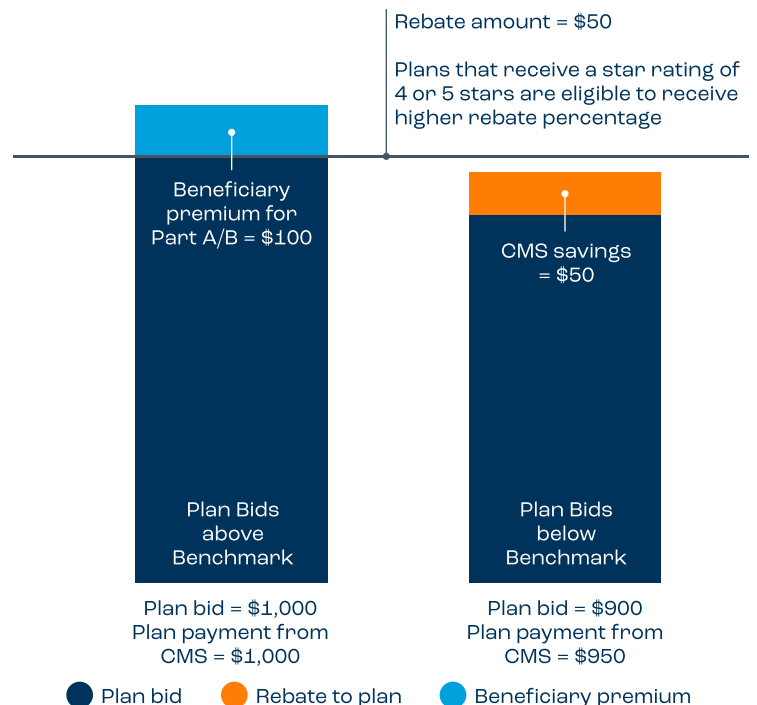 Rebate amount = $50
Plans that receive a star rating of
4 or 5 stars are eligible to receive
higher rebate percentage
Beneficiary
premium for
Part A/B = $100
CMS savings
= $50
Plan Bids
above
Benchmark
Plan Bids
below
Benchmark
Plan bid = $1,000
Plan payment from
CMS = $1,000
Plan bid = $900
Plan payment from
CMS = $950
Plan bid
Rebate to plan
Beneficiary premium